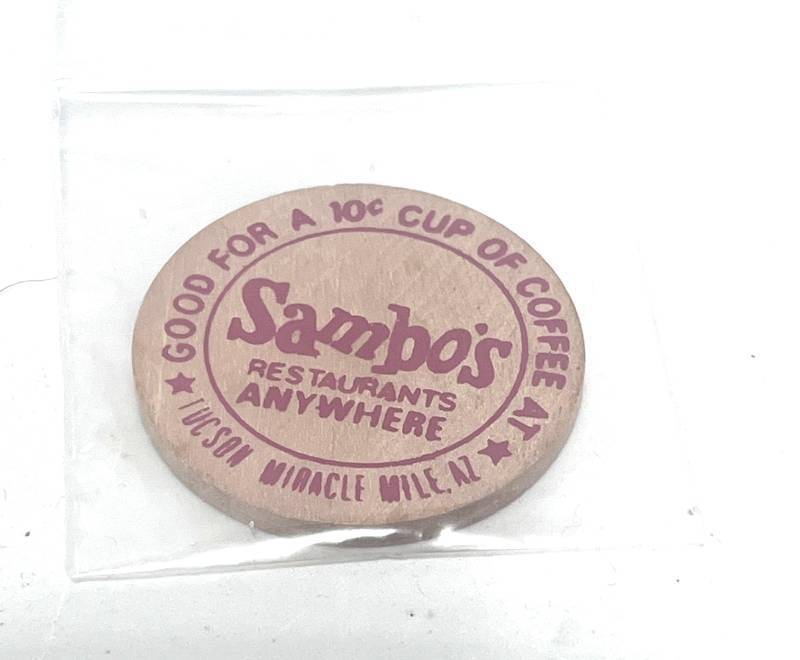 GOOD FOR A 10¢ CUP OF COFFEE AT
Sambo's
RESTAURANTS
ANYWHERE
★ TUCSON MIRACLE MILE, AZ ★